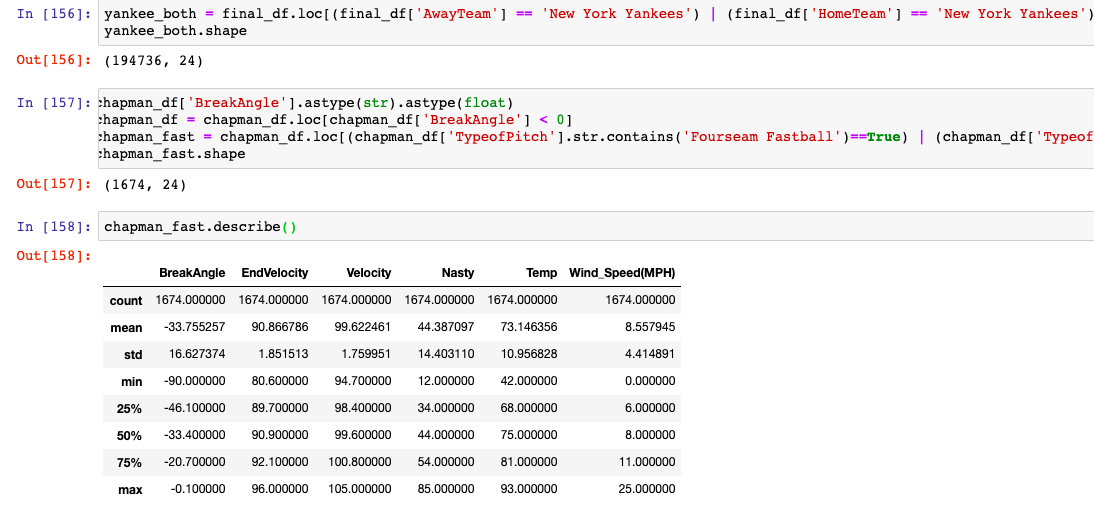 In [156]: yankee_both = final_df.loc[(final_df['AwayTeam'] == 'New York Yankees') | (final_df['HomeTeam'] == 'New York Yankees')
yankee_both.shape
Out[156]: (194736, 24)
In [157]: chapman_df['BreakAngle'].astype(str).astype(float)
chapman_df = chapman_df.loc[chapman_df['BreakAngle'] < 0]
chapman_fast = chapman_df.loc[(chapman_df['TypeofPitch'].str.contains('Fourseam Fastball')==True) | (chapman_df['Typeof
chapman_fast.shape
Out[157]: (1674, 24)
In [158]: chapman_fast.describe()
Out[158]:
BreakAngle EndVelocity Velocity Nasty Temp Wind_Speed(MPH)
count 1674.000000 1674.000000 1674.000000 1674.000000 1674.000000 1674.000000
mean -33.755257 90.866786 99.622461 44.387097 73.146356 8.557945
std 16.627374 1.851513 1.759951 14.403110 10.956828 4.414891
min -90.000000 80.600000 94.700000 12.000000 42.000000 0.000000
25% -46.100000 89.700000 98.400000 34.000000 68.000000 6.000000
50% -33.400000 90.900000 99.600000 44.000000 75.000000 8.000000
75% -20.700000 92.100000 100.800000 54.000000 81.000000 11.000000
max -0.100000 96.000000 105.000000 85.000000 93.000000 25.000000